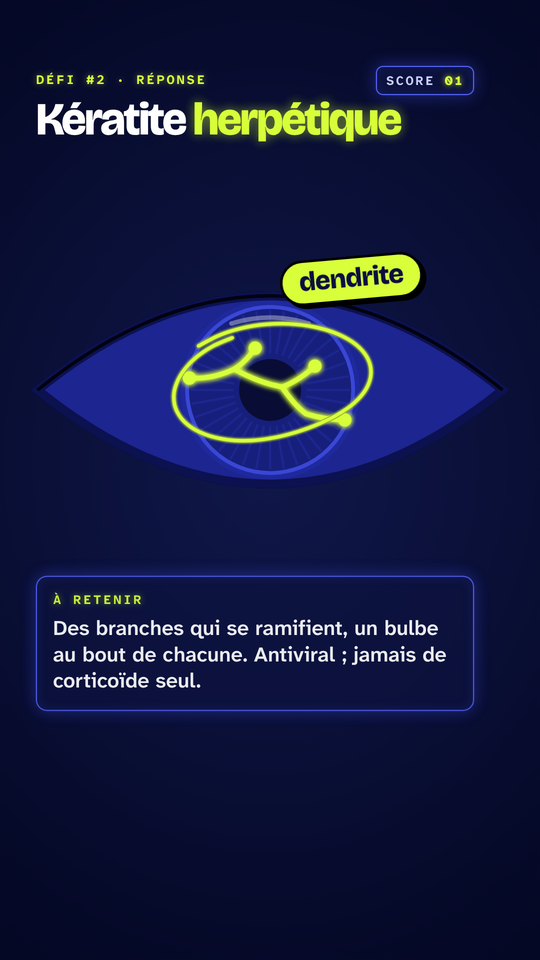 DÉFI #2 · RÉPONSE
SCORE 01
Kératite herpétique
dendrite
À RETENIR
Des branches qui se ramifient, un bulbe
au bout de chacune. Antiviral ; jamais de
corticoïde seul.